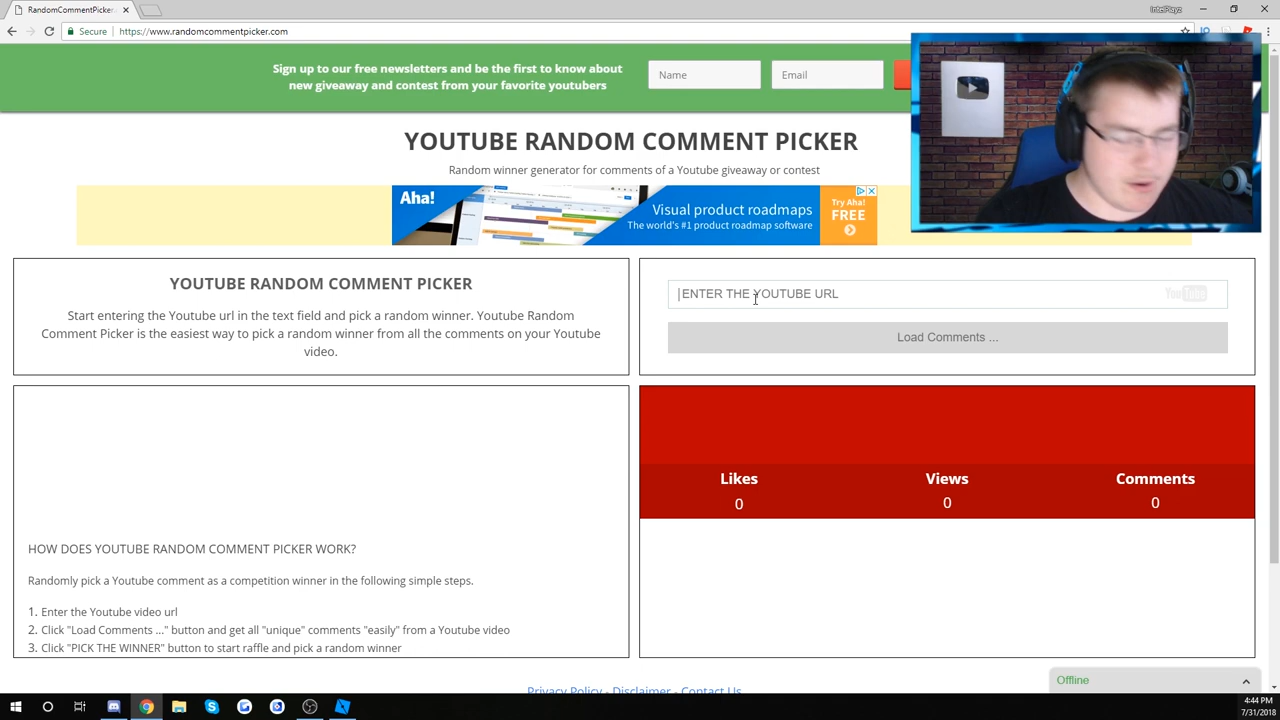 RandomCommentPicker.
IntelPlayz
Secure
https://www.randomcommentpicker.com
Sign up to our free newsletters and be the first to know about
new giveaway and contest from your favorite youtubers
Name
Email
YOUTUBE RANDOM COMMENT PICKER
Random winner generator for comments of a Youtube giveaway or contest
Aha!
Visual product roadmaps
The world's #1 product roadmap software
Try Aha!
FREE
YOUTUBE RANDOM COMMENT PICKER
Start entering the Youtube url in the text field and pick a random winner. Youtube Random
Comment Picker is the easiest way to pick a random winner from all the comments on your Youtube
video.
ENTER THE YOUTUBE URL
YouTube
Load Comments ...
Likes
Views
Comments
0
0
0
HOW DOES YOUTUBE RANDOM COMMENT PICKER WORK?
Randomly pick a Youtube comment as a competition winner in the following simple steps.
1. Enter the Youtube video url
2. Click "Load Comments ..." button and get all "unique" comments "easily" from a Youtube video
3. Click "PICK THE WINNER" button to start raffle and pick a random winner
Privacy Policy - Disclaimer - Contact Us
Offline
4:44 PM
7/31/2018